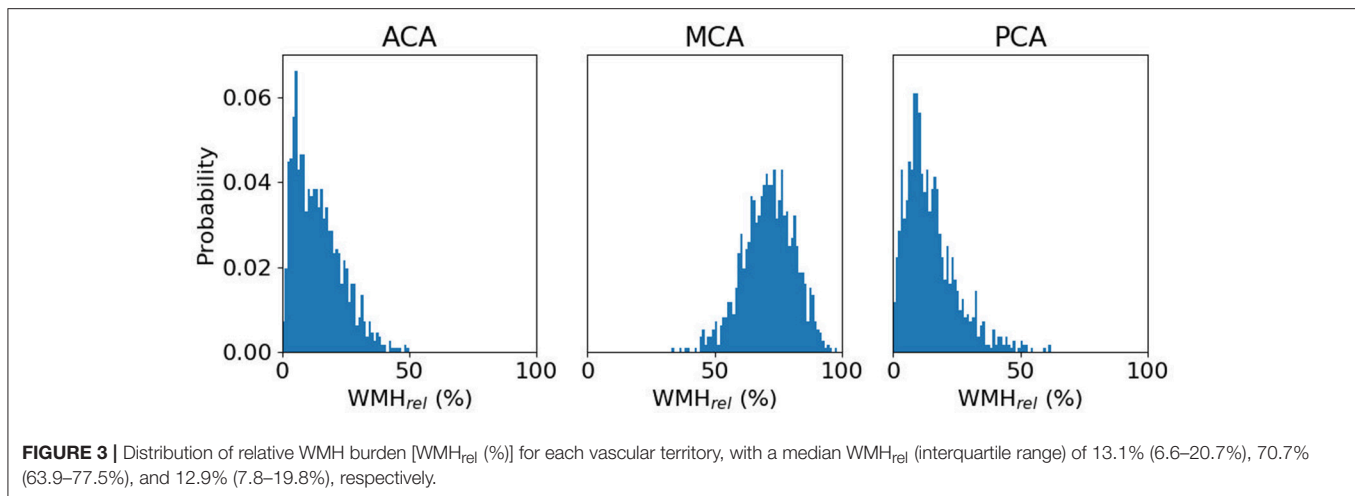 ACA
MCA
PCA
Probability
0.06
0.04
0.02
0.00
0 50 100
0 50 100
0 50 100
WMHrel (%)
WMHrel (%)
WMHrel (%)
FIGURE 3 | Distribution of relative WMH burden [WMHrel (%)] for each vascular territory, with a median WMHrel (interquartile range) of 13.1% (6.6–20.7%), 70.7%
(63.9–77.5%), and 12.9% (7.8–19.8%), respectively.